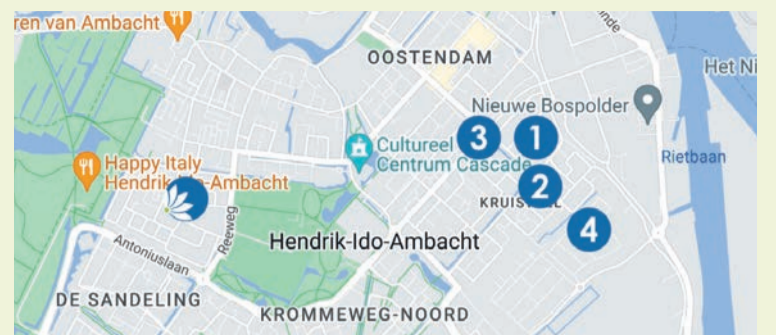 ren van Ambacht
OOSTENDAM
Het Ni
Nieuwe Bospolder
3
1
Cultureel
Centrum Cascade
Rietbaan
Happy Italy
Hendrik-Ido-Ambacht
2
4
Reeweg
Hendrik-Ido-Ambacht
Antoniuslaan
DE SANDELING
KROMMEWEG-NOORD